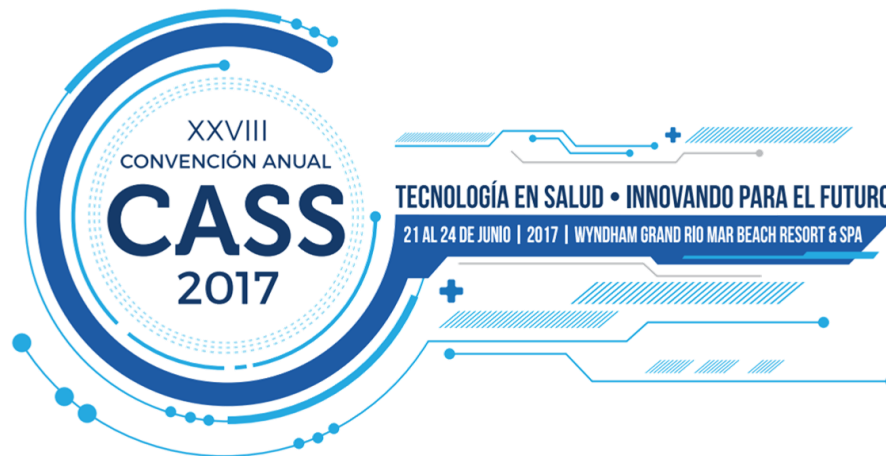 XXVIII
CONVENCIÓN ANUAL
CASS
2017
TECNOLOGÍA EN SALUD • INNOVANDO PARA EL FUTURO
21 AL 24 DE JUNIO | 2017 | WYNDHAM GRAND RIO MAR BEACH RESORT & SPA